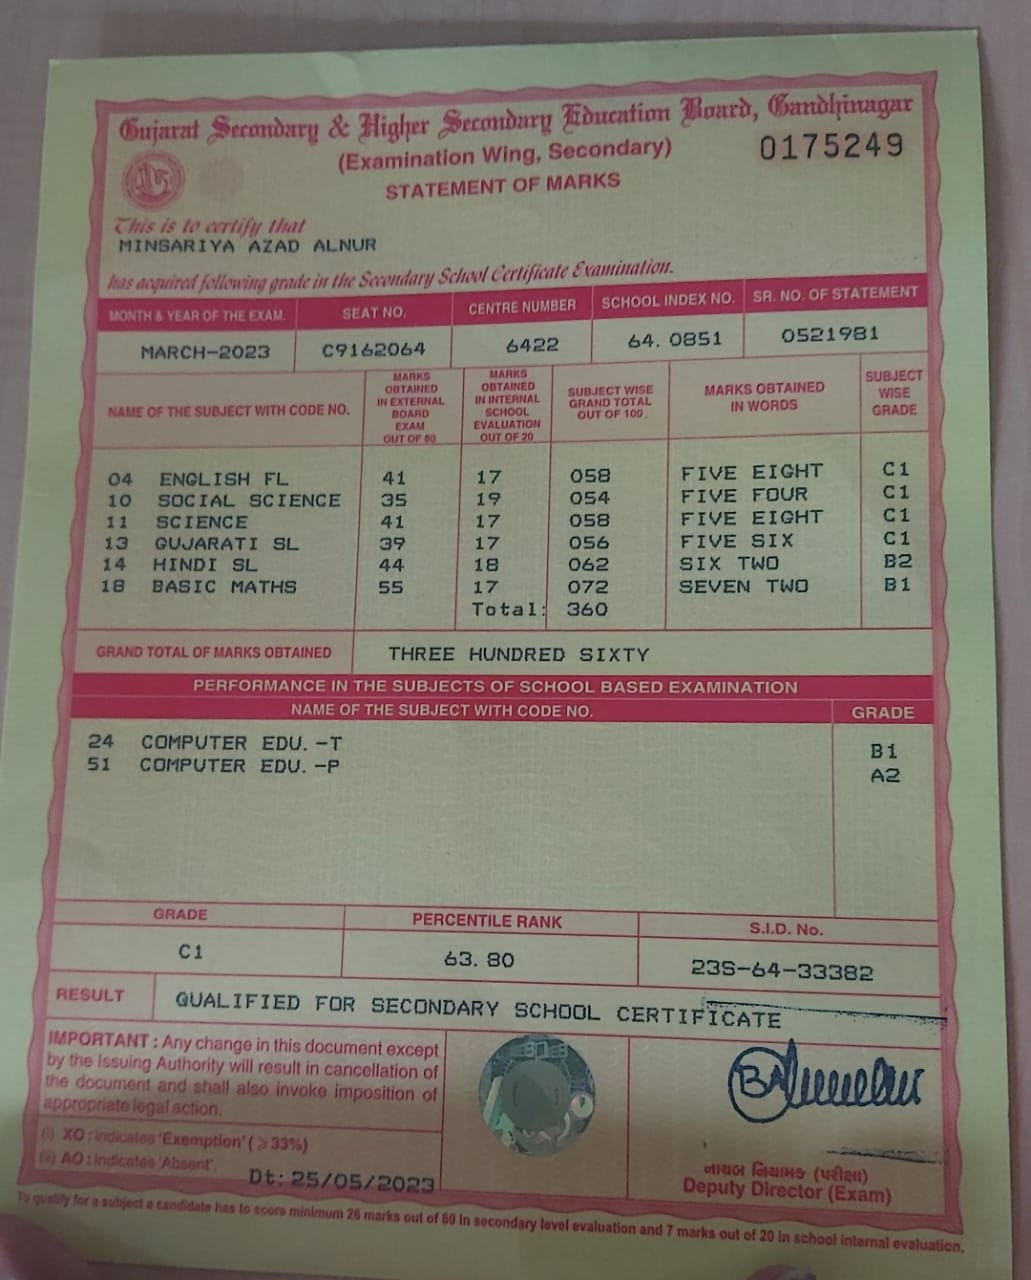 Gujarat Secondary & Higher Secondary Education Board, Gandhinagar
(Examination Wing, Secondary)
0175249
STATEMENT OF MARKS
This is to certify that
MINSARIYA AZAD ALNUR
has acquired following grade in the Secondary School Certificate Examination.
MONTH & YEAR OF THE EXAM. SEAT NO. CENTRE NUMBER SCHOOL INDEX NO. SR. NO. OF STATEMENT
MARCH-2023 C9162064 6422 64. 0851 0521981
NAME OF THE SUBJECT WITH CODE NO. MARKS OBTAINED IN EXTERNAL BOARD EXAM OUT OF 80 MARKS OBTAINED IN INTERNAL SCHOOL EVALUATION OUT OF 20 SUBJECT WISE GRAND TOTAL OUT OF 100. MARKS OBTAINED IN WORDS SUBJECT WISE GRADE
04 ENGLISH FL 41 17 058 FIVE EIGHT C1
10 SOCIAL SCIENCE 35 19 054 FIVE FOUR C1
11 SCIENCE 41 17 058 FIVE EIGHT C1
13 GUJARATI SL 39 17 056 FIVE SIX C1
14 HINDI SL 44 18 062 SIX TWO B2
18 BASIC MATHS 55 17 072 SEVEN TWO B1
Total: 360
GRAND TOTAL OF MARKS OBTAINED THREE HUNDRED SIXTY
PERFORMANCE IN THE SUBJECTS OF SCHOOL BASED EXAMINATION
NAME OF THE SUBJECT WITH CODE NO. GRADE
24 COMPUTER EDU. -T B1
51 COMPUTER EDU. -P A2
GRADE PERCENTILE RANK S.I.D. No.
C1 63. 80 23S-64-33382
RESULT QUALIFIED FOR SECONDARY SCHOOL CERTIFICATE
IMPORTANT : Any change in this document except
by the Issuing Authority will result in cancellation of
the document and shall also invoke imposition of
appropriate legal action.
(i) XO : indicates 'Exemption' ( ⩾ 33%)
(ii) AO : Indicates 'Absent'.
Dt: 25/05/2023
નાયબ નિયામક (પરીક્ષા)
Deputy Director (Exam)
To qualify for a subject a candidate has to score minimum 26 marks out of 80 in secondary level evaluation and 7 marks out of 20 in school internal evaluation.